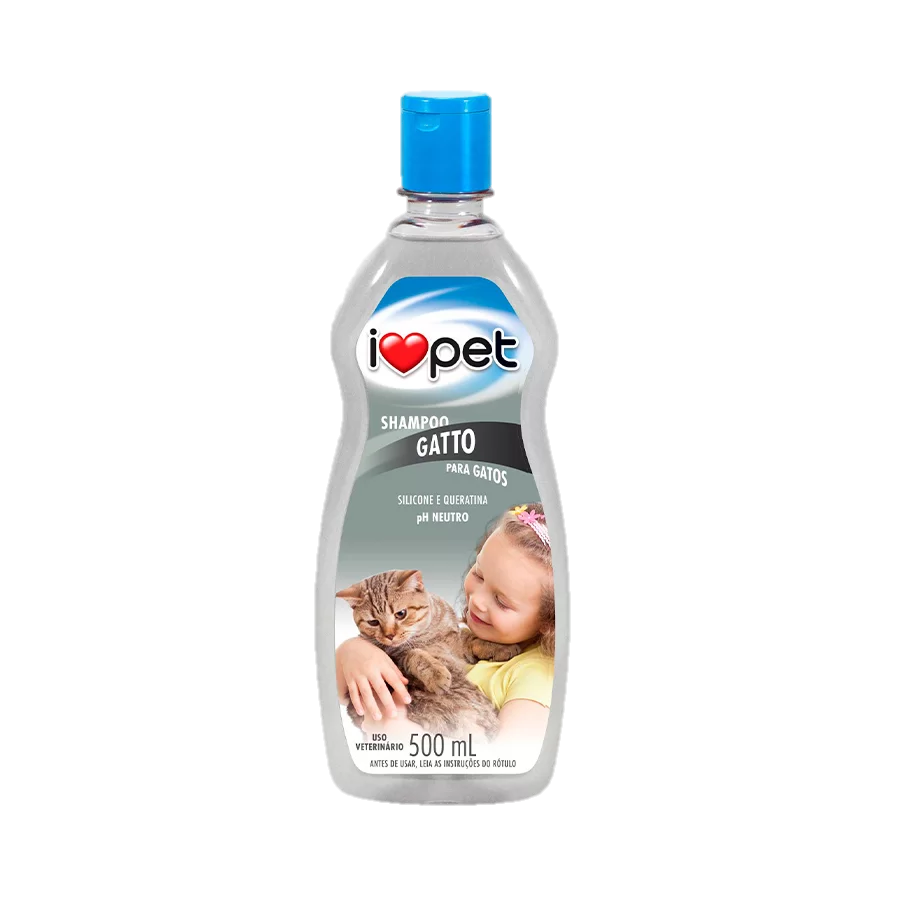 i❤pet
SHAMPOO
GATTO
PARA GATOS
SILICONE E QUERATINA
pH NEUTRO
USO
VETERINÁRIO 500 mL
ANTES DE USAR, LEIA AS INSTRUÇÕES DO RÓTULO